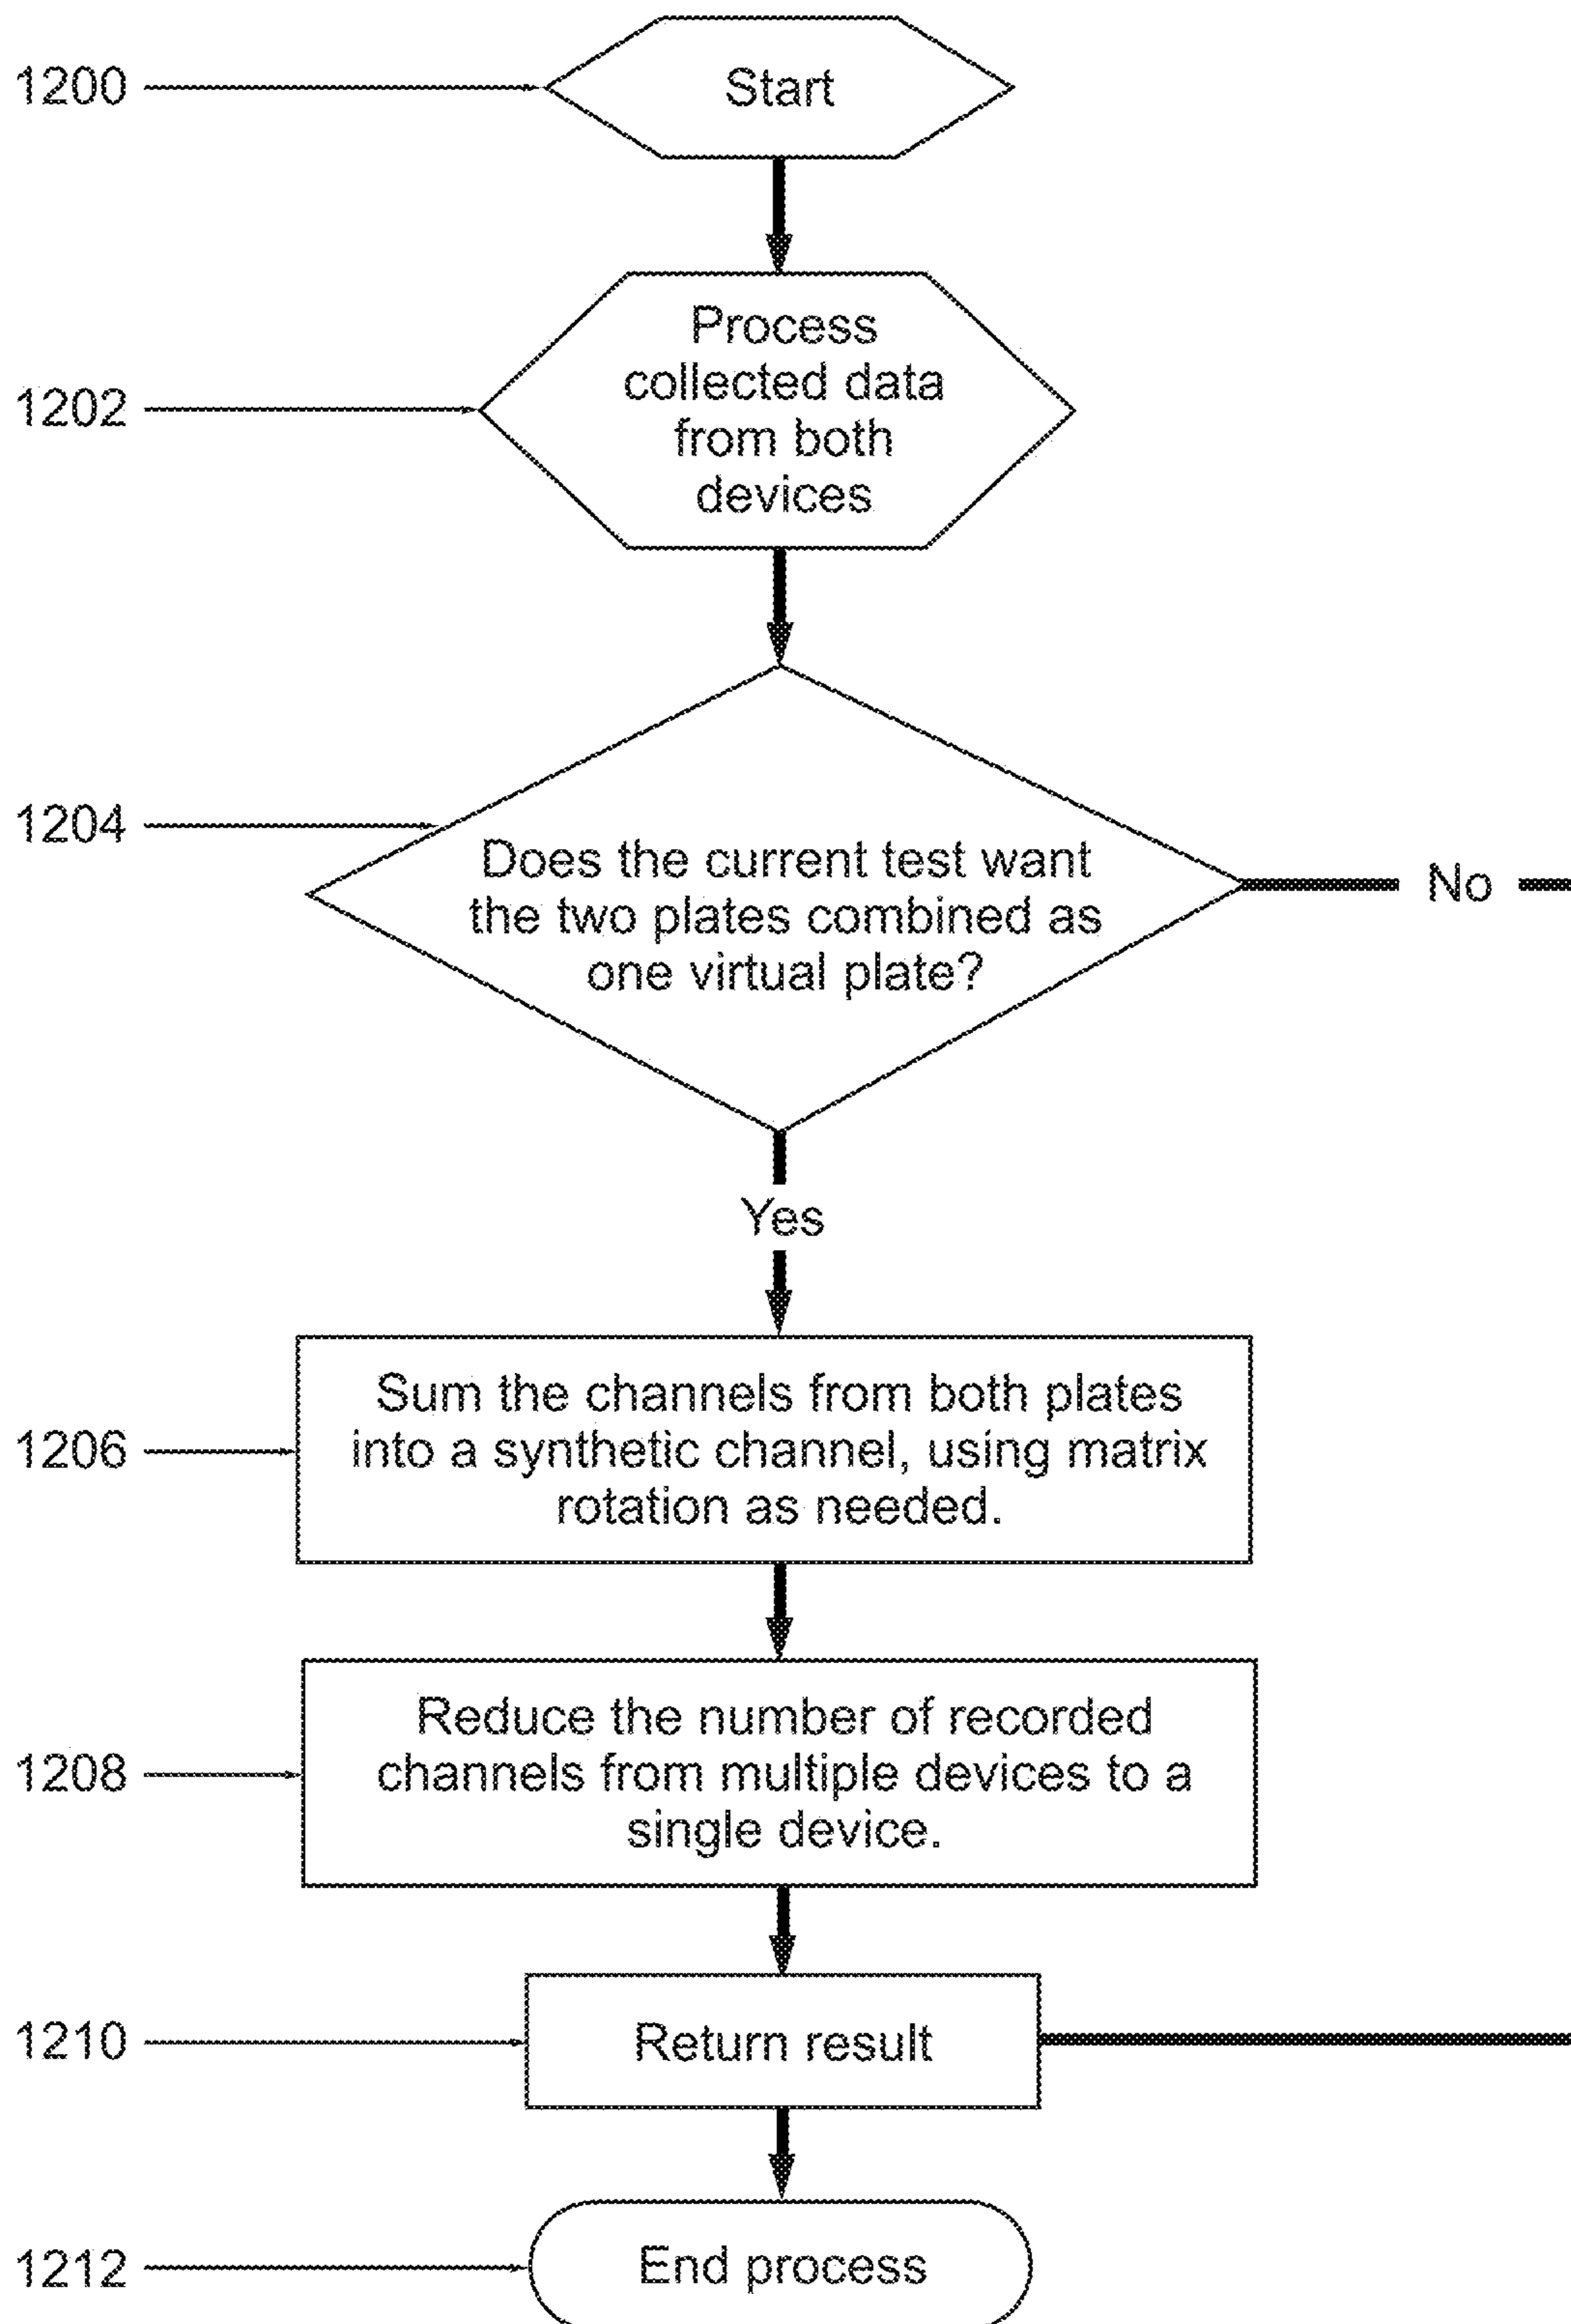 1200
Start
1202
Process
collected data
from both
devices
1204
Does the current test want
the two plates combined as
one virtual plate?
No
Yes
1206
Sum the channels from both plates
into a synthetic channel, using matrix
rotation as needed.
1208
Reduce the number of recorded
channels from multiple devices to a
single device.
1210
Return result
1212
End process